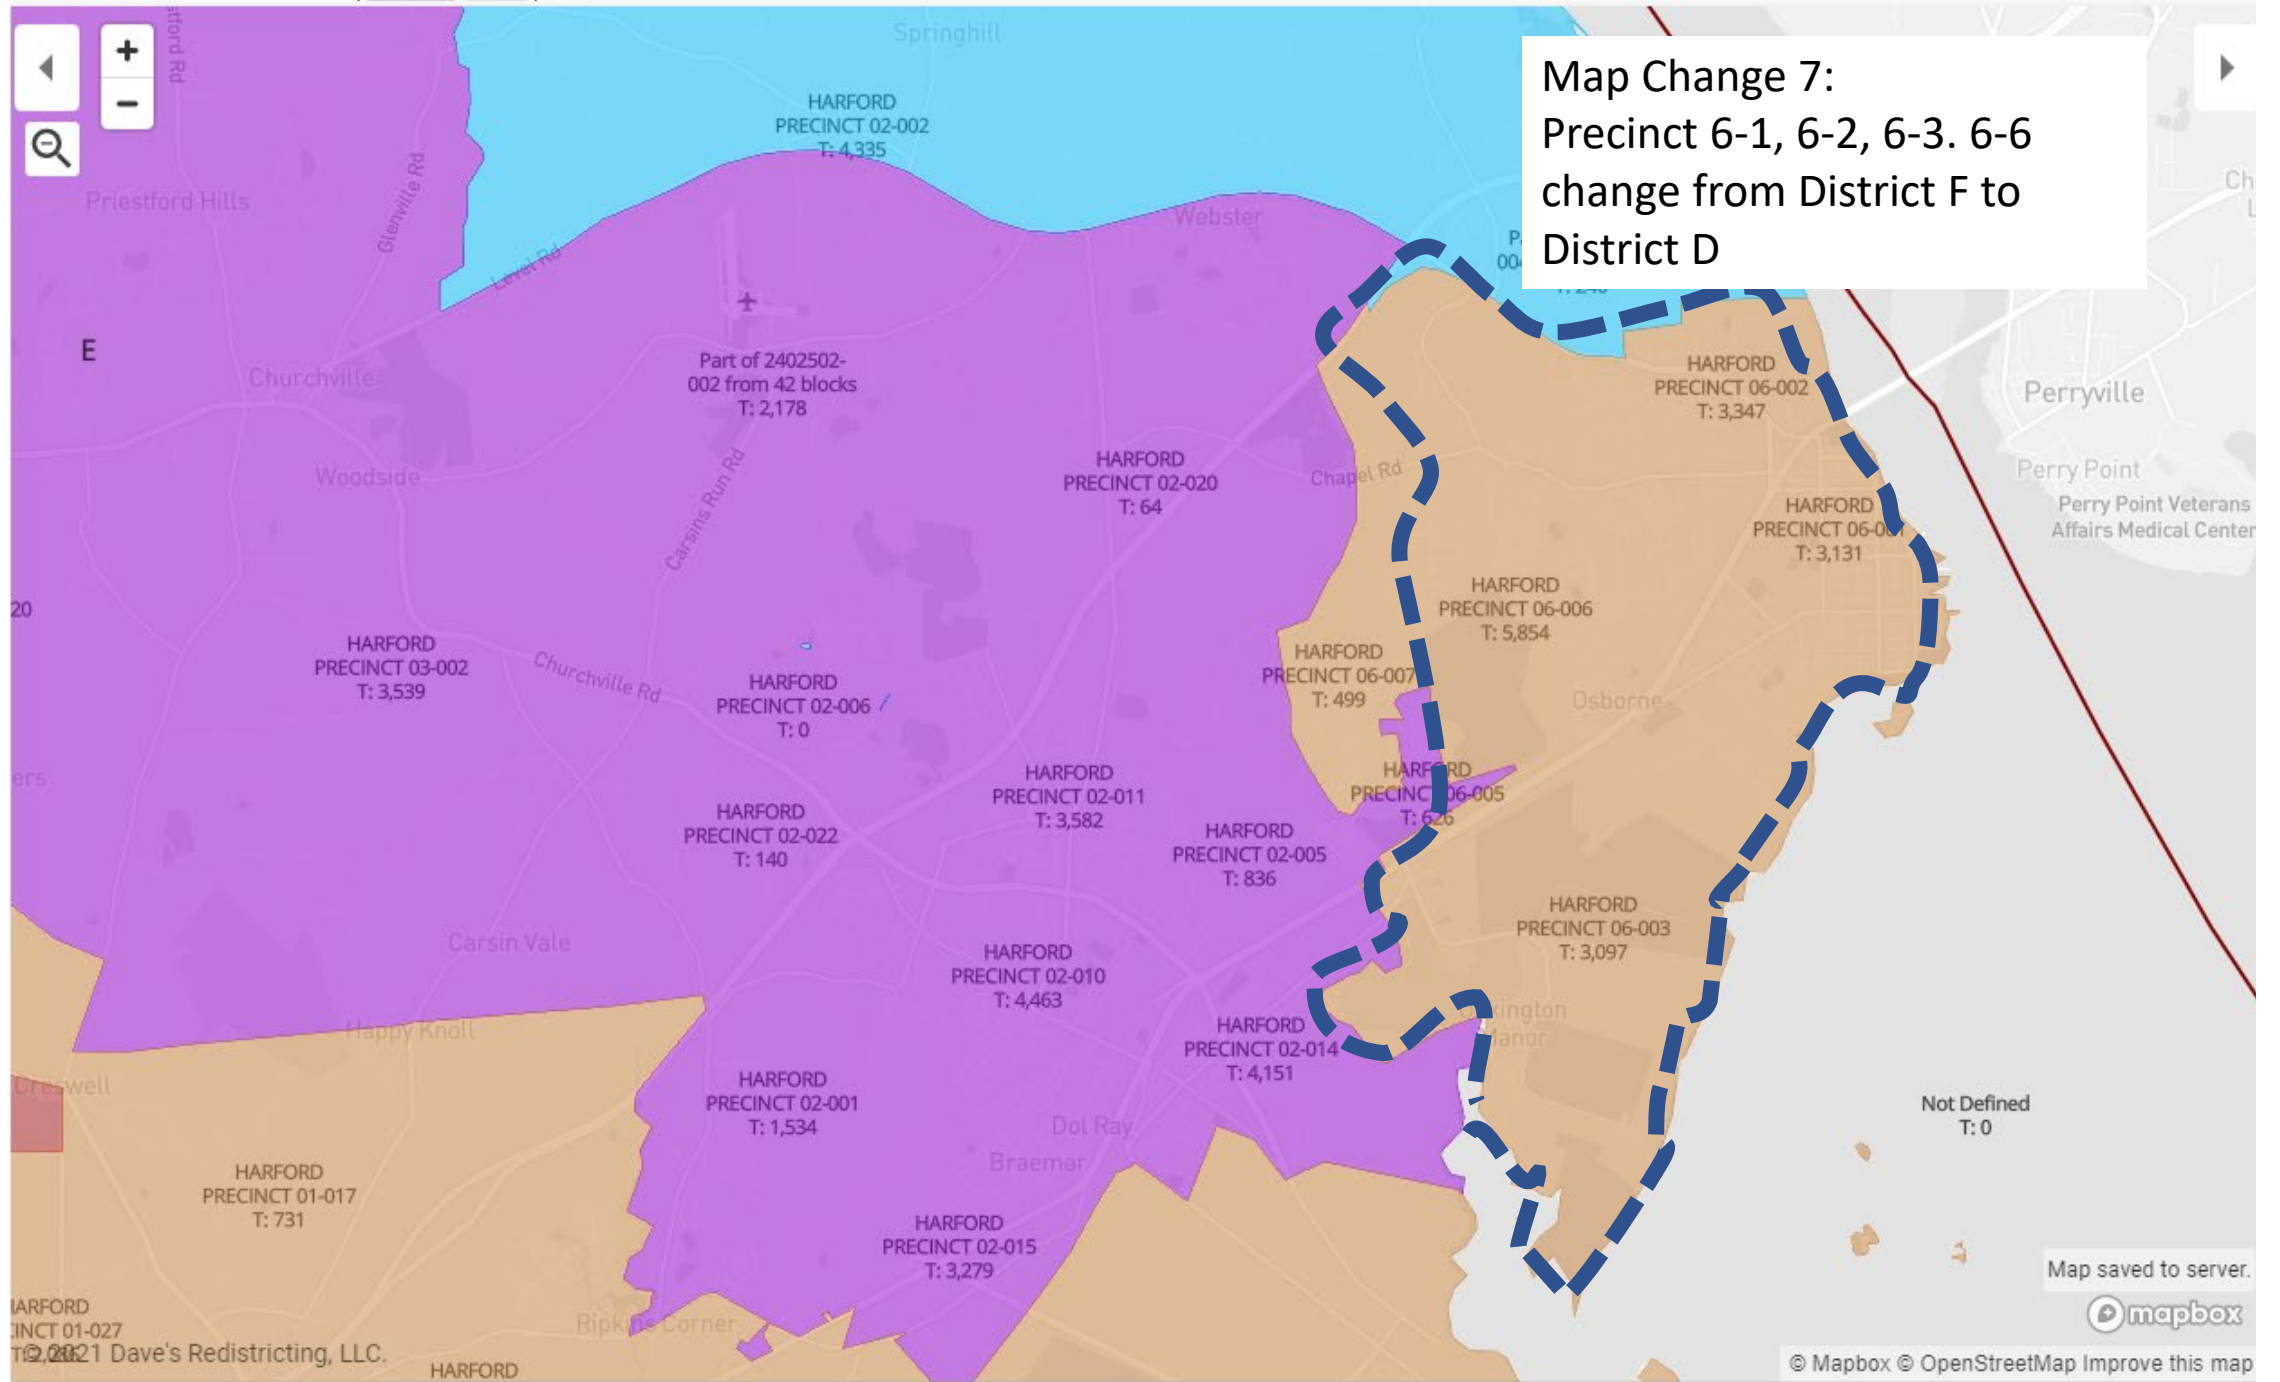 Springhill
HARFORD
PRECINCT 02-002
T: 4,335
Map Change 7:
Precinct 6-1, 6-2, 6-3. 6-6
change from District F to
District D
Priestford Hills
Glenville Rd
Level Rd
Webster
E
Churchville
Part of 2402502-
002 from 42 blocks
T: 2,178
HARFORD
PRECINCT 06-002
T: 3,347
Perryville
Woodside
Carsins Run Rd
HARFORD
PRECINCT 02-020
T: 64
Chapel Rd
Perry Point
Perry Point Veterans
Affairs Medical Center
HARFORD
T: 3,131
20
HARFORD
PRECINCT 03-002
T: 3,539
Churchville Rd
HARFORD
PRECINCT 02-006
T: 0
HARFORD
PRECINCT 06-006
T: 5,854
HARFORD
PRECINCT 06-007
T: 499
Osborne
HARFORD
PRECINCT 06-005
T: 626
HARFORD
PRECINCT 02-011
T: 3,582
HARFORD
PRECINCT 02-022
T: 140
HARFORD
PRECINCT 02-005
T: 836
HARFORD
PRECINCT 06-003
T: 3,097
Carsin Vale
HARFORD
PRECINCT 02-010
T: 4,463
Happy Knoll
HARFORD
PRECINCT 02-014
T: 4,151
Creswell
HARFORD
PRECINCT 02-001
T: 1,534
Dol Ray
Braemar
Not Defined
T: 0
HARFORD
PRECINCT 01-017
T: 731
HARFORD
PRECINCT 02-015
T: 3,279
Map saved to server.
mapbox
Ripkins Corner
© 2021 Dave's Redistricting, LLC.
HARFORD
© Mapbox © OpenStreetMap Improve this map